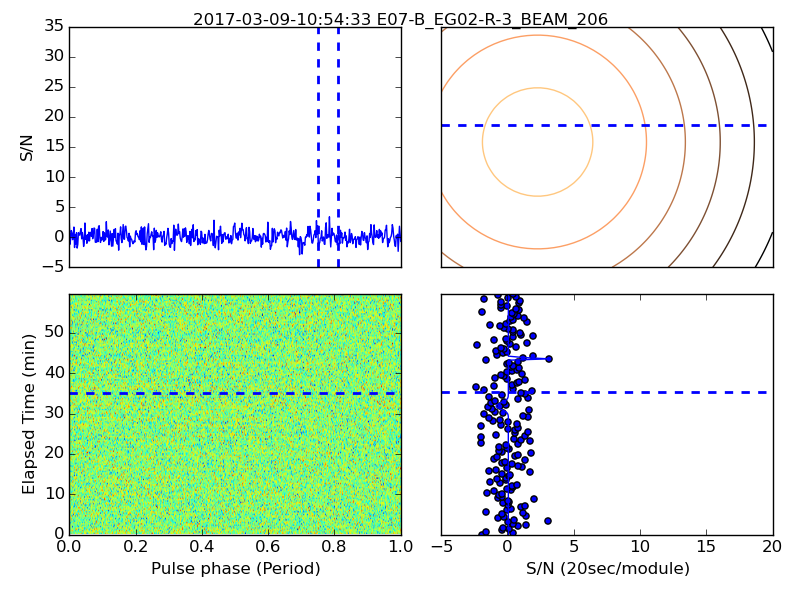 2017-03-09-10:54:33 E07-B_EG02-R-3_BEAM_206
35
30
25
20
15
10
5
0
−5
S/N
50
40
30
20
10
0
Elapsed Time (min)
0.0 0.2 0.4 0.6 0.8 1.0
Pulse phase (Period)
−5 0 5 10 15 20
S/N (20sec/module)